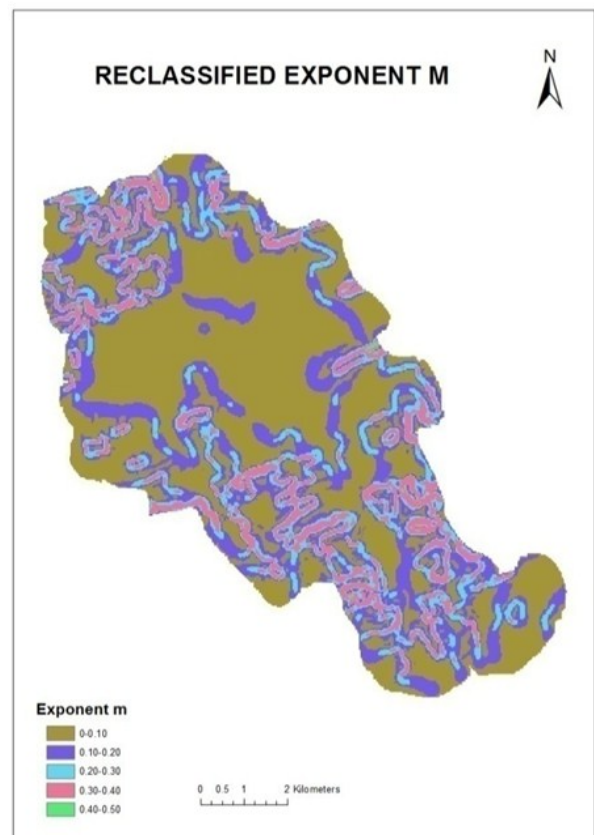 RECLASSIFIED EXPONENT M
N
Exponent m
0-0.10
0.10-0.20
0.20-0.30
0.30-0.40
0.40-0.50
0 0.5 1 2 Kilometers